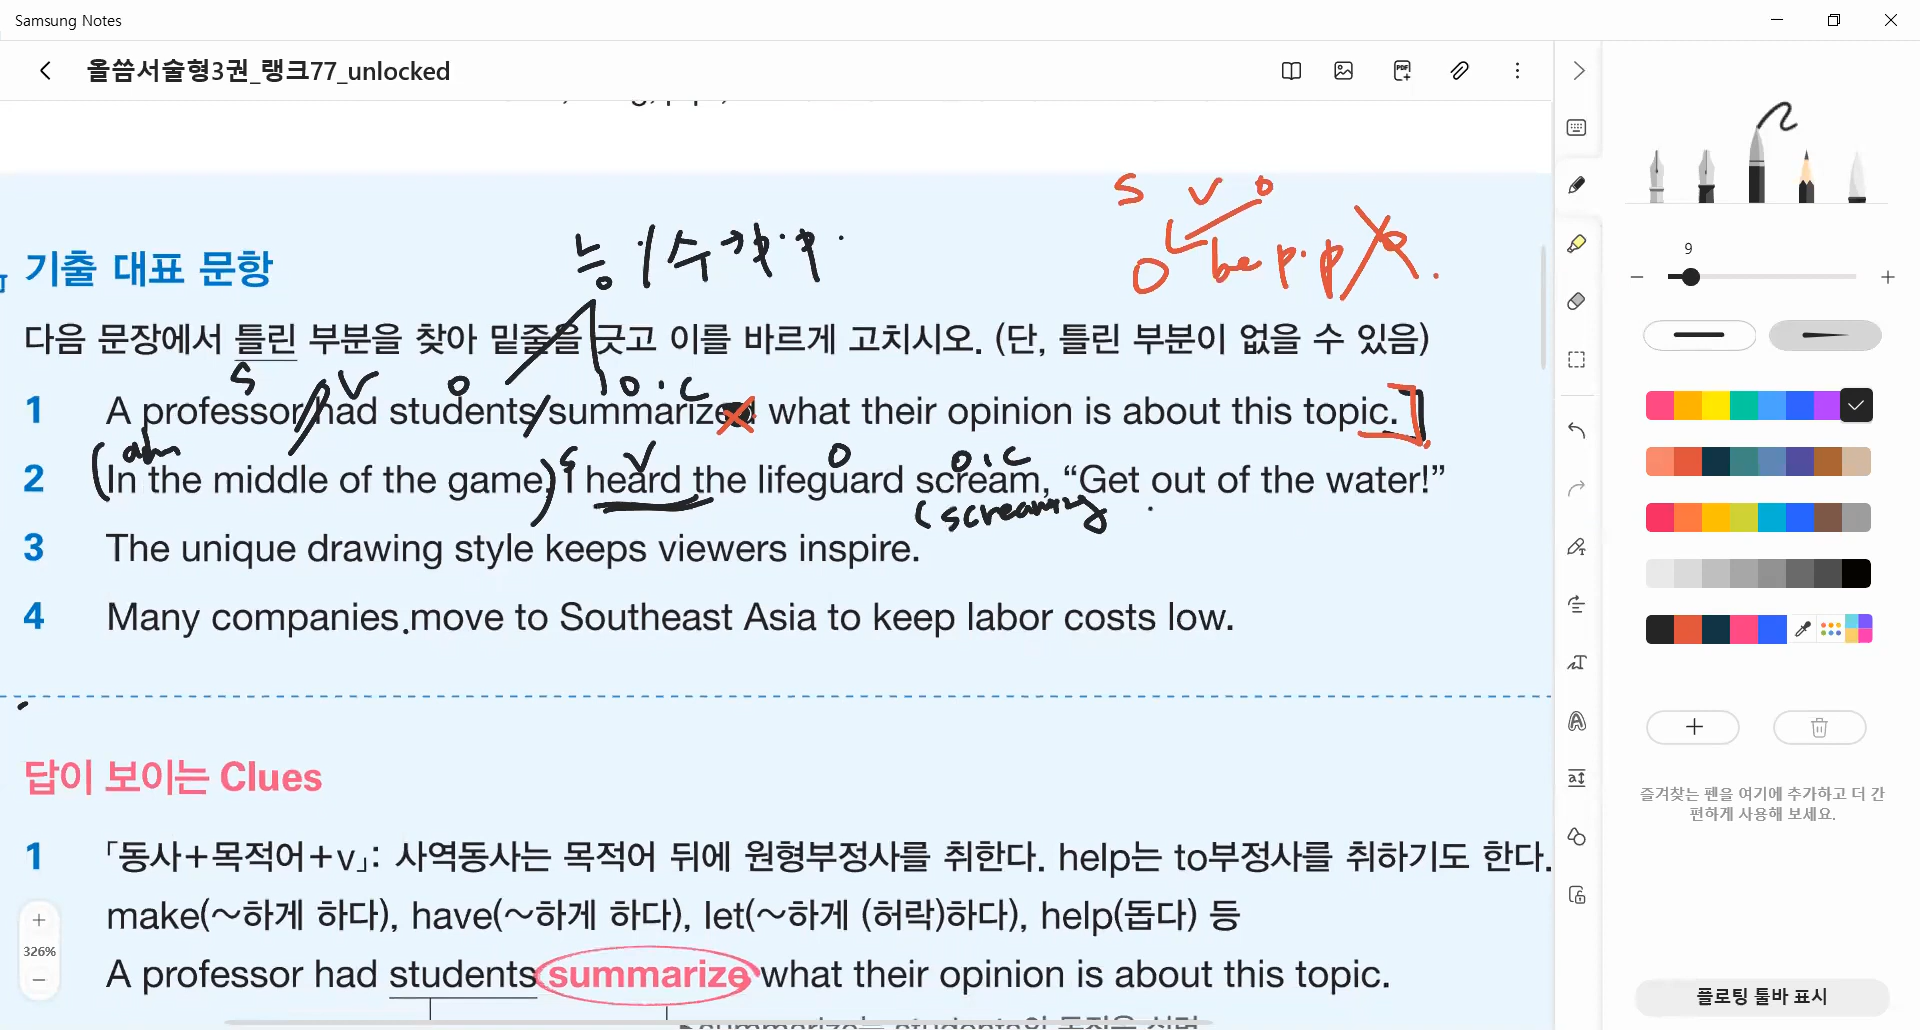 Samsung Notes
올씀서술형3권_랭크77_unlocked
S V O
능/수→p.p.
O be p.p
기출 대표 문항
다음 문장에서 틀린 부분을 찾아 밑줄을 긋고 이를 바르게 고치시오. (단, 틀린 부분이 없을 수 있음)
S V O O.C
1 A professor had students summarized what their opinion is about this topic.
adm S V O O.C
2 (In the middle of the game,) I heard the lifeguard scream, “Get out of the water!”
(screaming
3 The unique drawing style keeps viewers inspire.
4 Many companies move to Southeast Asia to keep labor costs low.
답이 보이는 Clues
1 「동사+목적어+v」: 사역동사는 목적어 뒤에 원형부정사를 취한다. help는 to부정사를 취하기도 한다.
make(~하게 하다), have(~하게 하다), let(~하게 (허락)하다), help(돕다) 등
A professor had students summarize what their opinion is about this topic.
326%
9
즐겨찾는 펜을 여기에 추가하고 더 간
편하게 사용해 보세요.
플로팅 툴바 표시